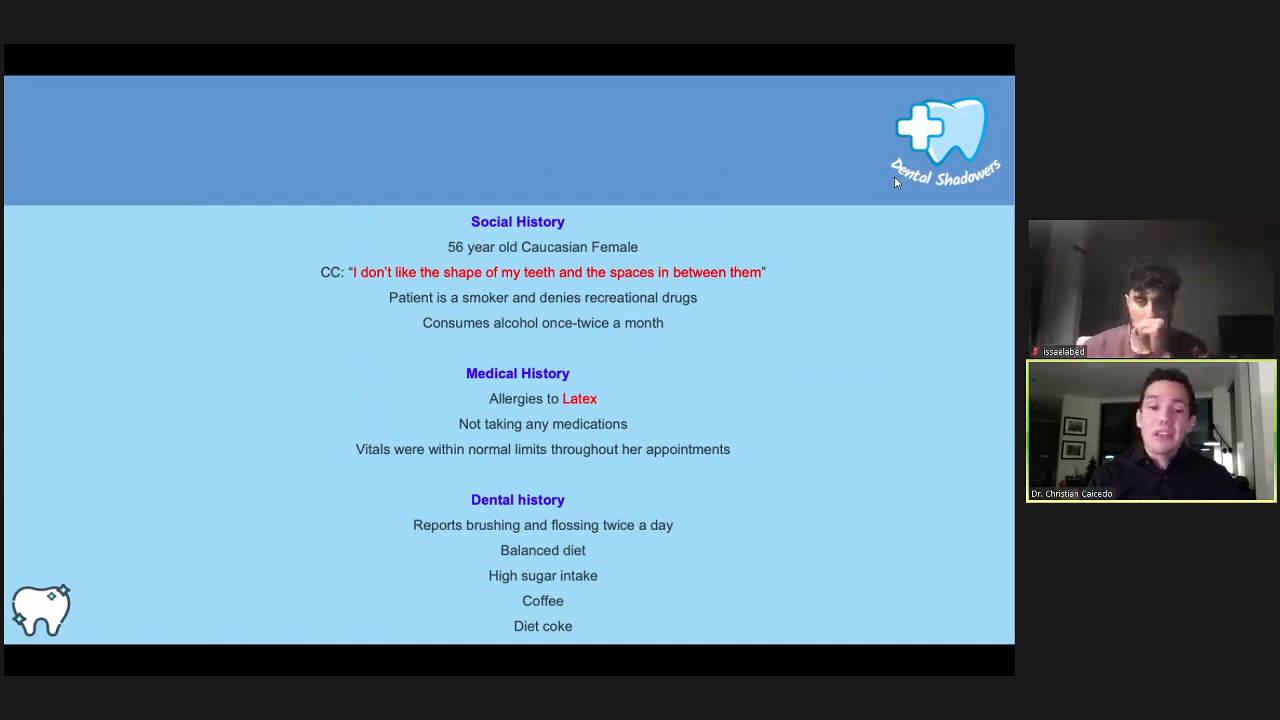 Dental Shadowers
Social History
56 year old Caucasian Female
CC: “I don’t like the shape of my teeth and the spaces in between them”
Patient is a smoker and denies recreational drugs
Consumes alcohol once-twice a month
Medical History
Allergies to Latex
Not taking any medications
Vitals were within normal limits throughout her appointments
Dental history
Reports brushing and flossing twice a day
Balanced diet
High sugar intake
Coffee
Diet coke
issaelabed
Dr. Christian Caicedo